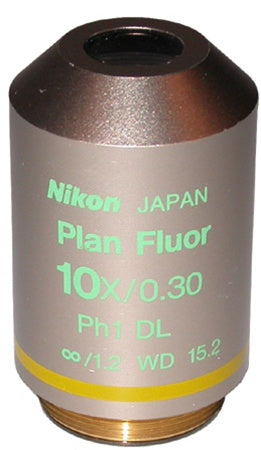 Nikon JAPAN
Plan Fluor
10x/0.30
Ph1 DL
∞/1.2 WD 15.2